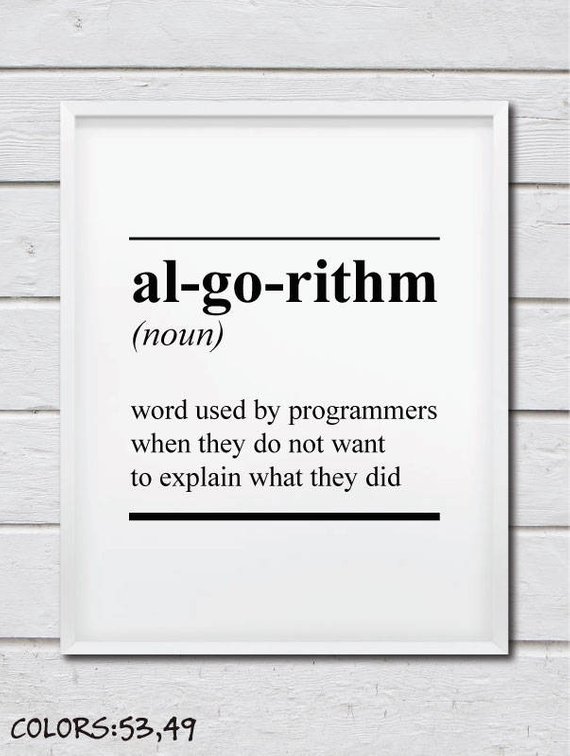 al-go-rithm
(noun)
word used by programmers
when they do not want
to explain what they did
COLORS:53,49